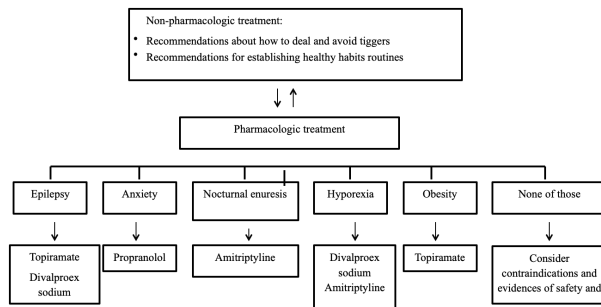 Non-pharmacologic treatment:
• Recommendations about how to deal and avoid tiggers
• Recommendations for establishing healthy habits routines
Pharmacologic treatment
Epilepsy
Anxiety
Nocturnal enuresis
Hyporexia
Obesity
None of those
Topiramate
Divalproex
sodium
Propranolol
Amitriptyline
Divalproex
sodium
Amitriptyline
Topiramate
Consider
contraindications and
evidences of safety and